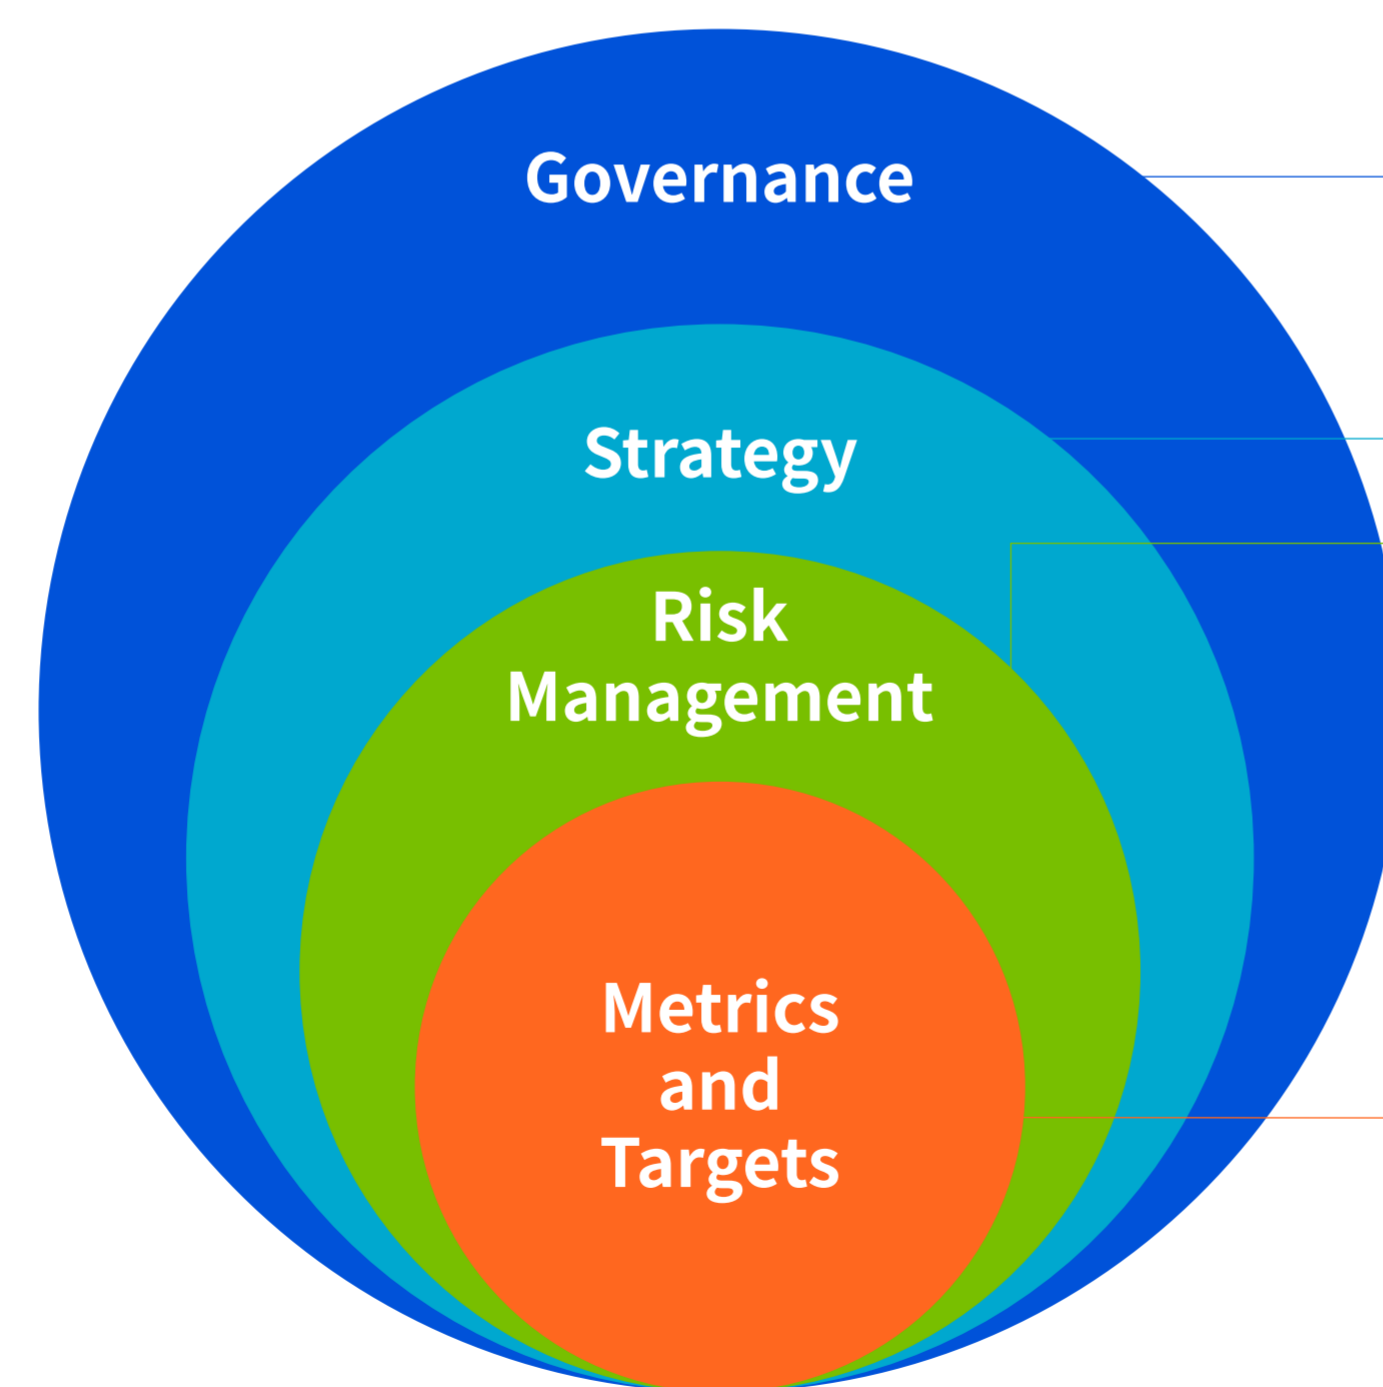 Governance
Strategy
Risk
Management
Metrics
and
Targets